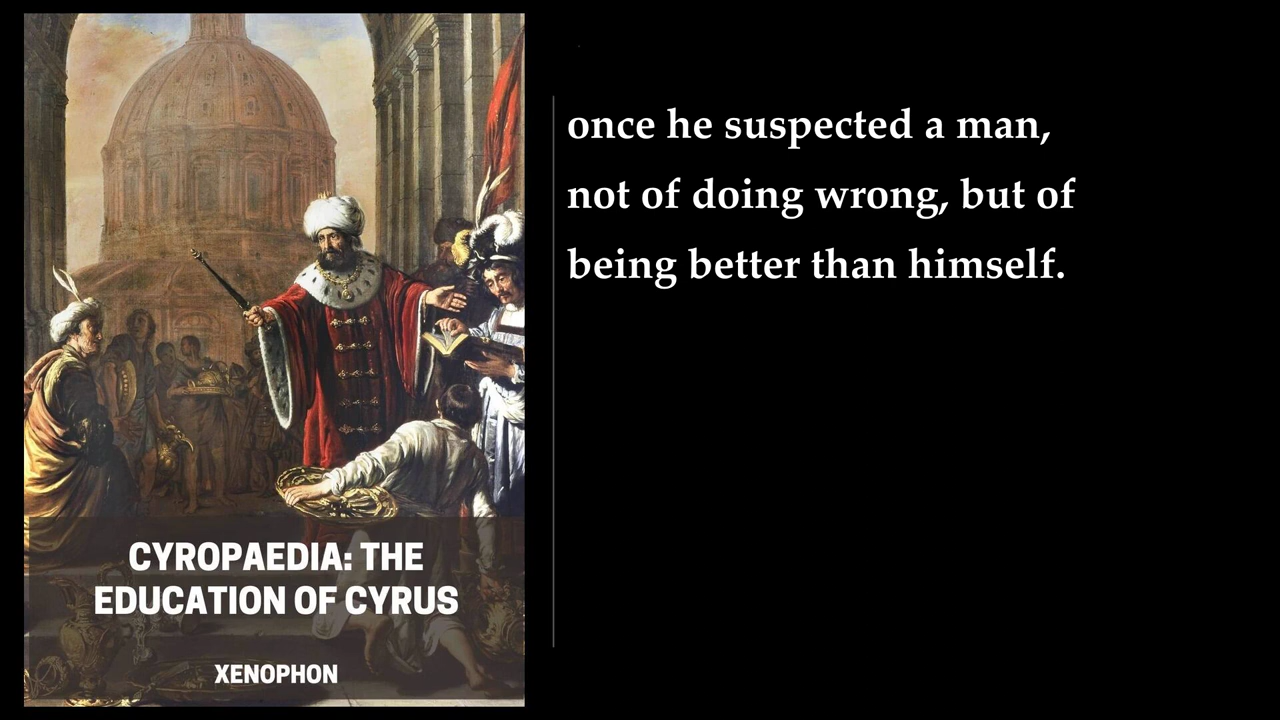 CYROPAEDIA: THE
EDUCATION OF CYRUS
XENOPHON
once he suspected a man,
not of doing wrong, but of
being better than himself.